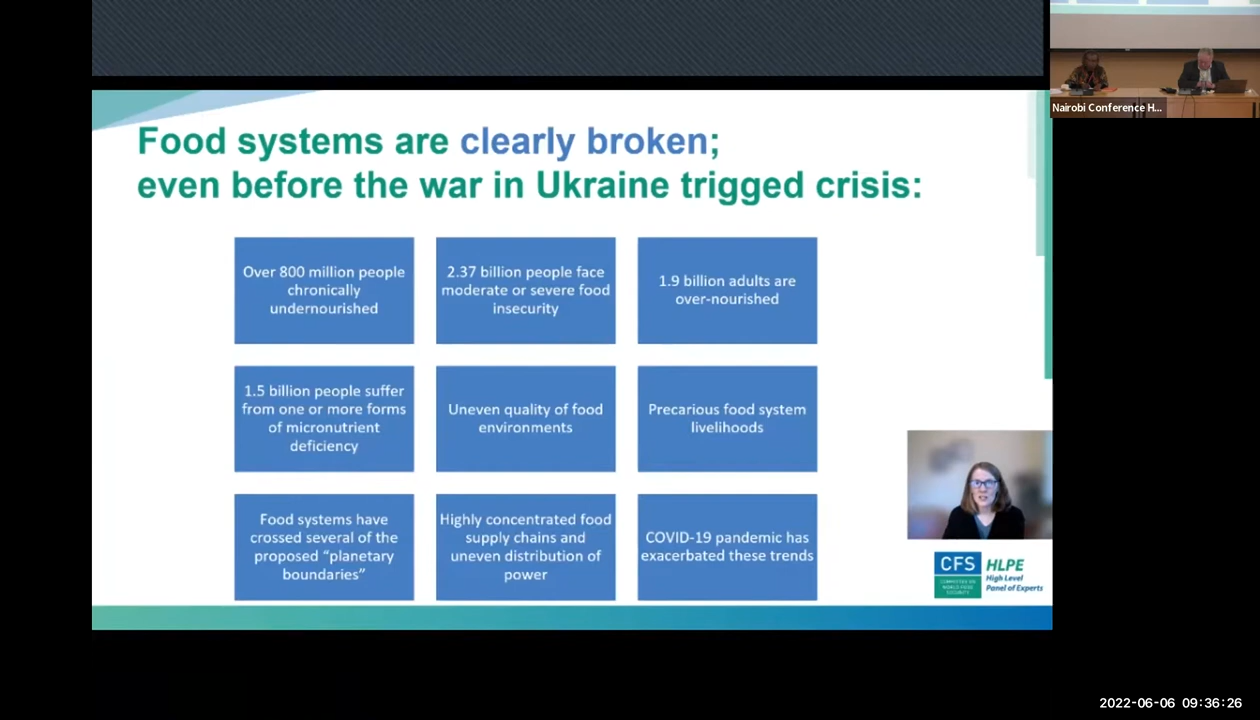 Nairobi Conference H...
Food systems are clearly broken;
even before the war in Ukraine trigged crisis:
Over 800 million people
chronically
undernourished
2.37 billion people face
moderate or severe food
insecurity
1.9 billion adults are
over-nourished
1.5 billion people suffer
from one or more forms
of micronutrient
deficiency
Uneven quality of food
environments
Precarious food system
livelihoods
Food systems have
crossed several of the
proposed “planetary
boundaries”
Highly concentrated food
supply chains and
uneven distribution of
power
COVID-19 pandemic has
exacerbated these trends
CFS
COMMITTEE ON
WORLD FOOD
SECURITY
HLPE
High Level
Panel of Experts
2022-06-06 09:36:26